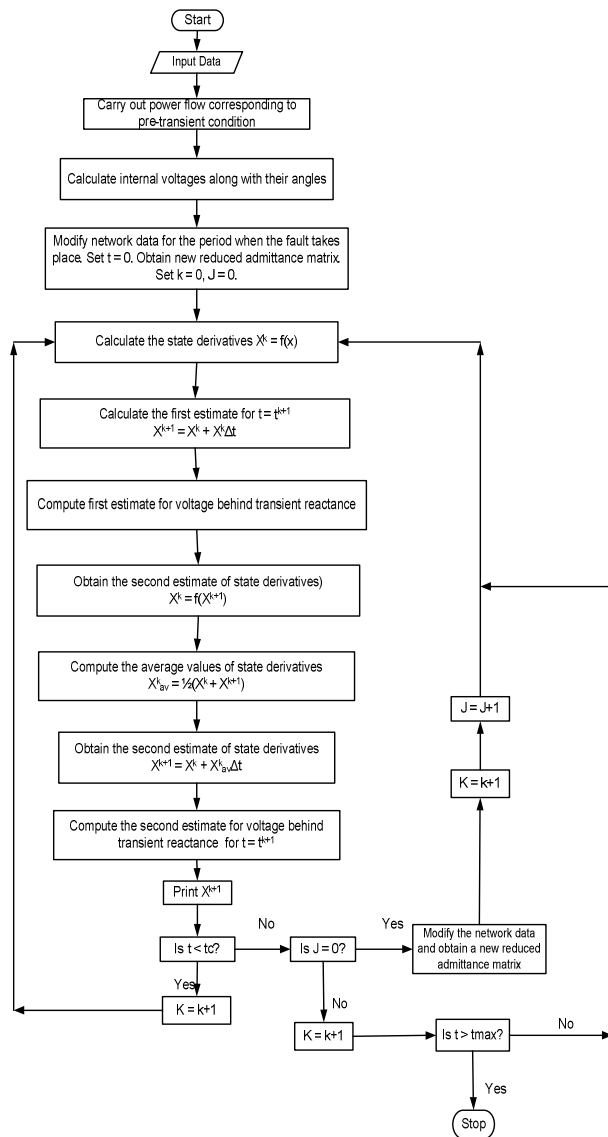 Start
Input Data
Carry out power flow corresponding to
pre-transient condition
Calculate internal voltages along with their angles
Modify network data for the period when the fault takes
place. Set t = 0. Obtain new reduced admittance matrix.
Set k = 0, J = 0.
Calculate the state derivatives Xᵏ = f(x)
Calculate the first estimate for t = tᵏ⁺¹
Xᵏ⁺¹ = Xᵏ + XᵏΔt
Compute first estimate for voltage behind transient reactance
Obtain the second estimate of state derivatives)
Xᵏ = f(Xᵏ⁺¹)
Compute the average values of state derivatives
Xᵏav = ½(Xᵏ + Xᵏ⁺¹)
J = J+1
Obtain the second estimate of state derivatives
Xᵏ⁺¹ = Xᵏ + XᵏavΔt
K = k+1
Compute the second estimate for voltage behind
transient reactance for t = tᵏ⁺¹
Print Xᵏ⁺¹
Is t < tc?
No
Is J = 0?
Yes
Modify the network data
and obtain a new reduced
admittance matrix
Yes
K = k+1
No
K = k+1
Is t > tmax?
No
Yes
Stop